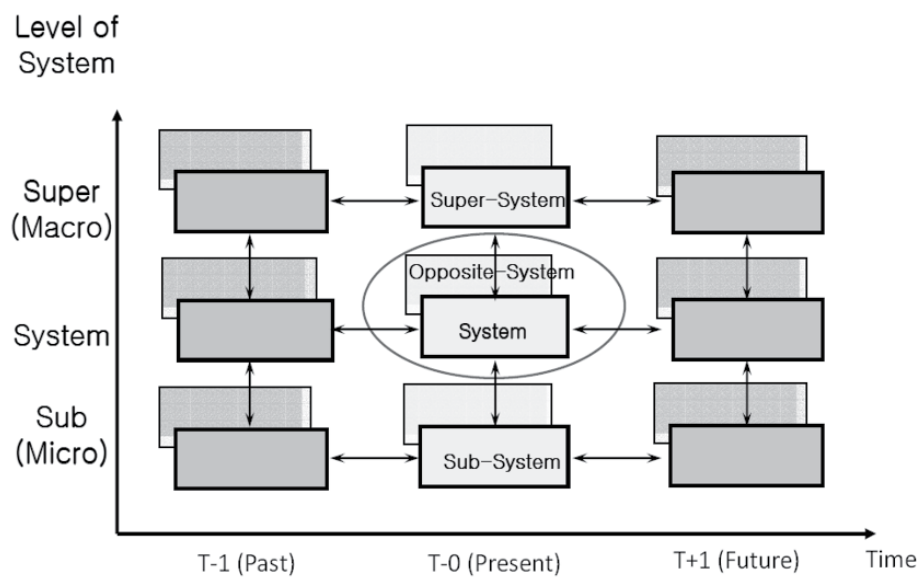 Level of
System
Super
(Macro)
Super-System
Opposite-System
System
System
Sub
(Micro)
Sub-System
T-1 (Past)
T-0 (Present)
T+1 (Future)
Time